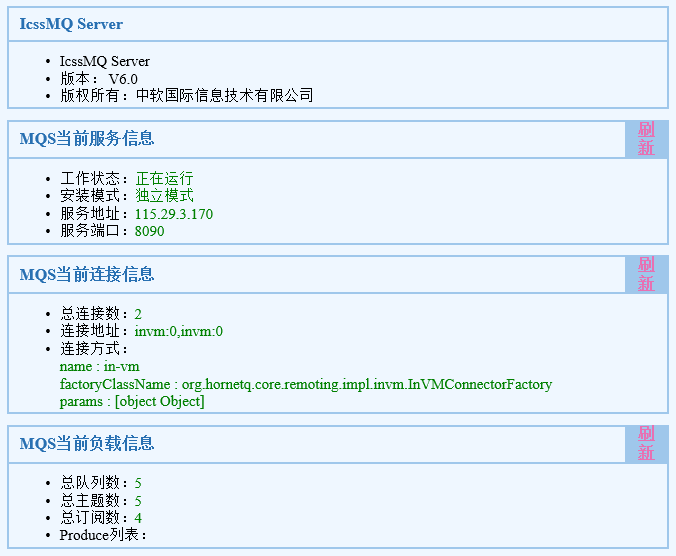 IcssMQ Server
IcssMQ Server
版本： V6.0
版权所有：中软国际信息技术有限公司
MQS当前服务信息
刷
新
工作状态：正在运行
安装模式：独立模式
服务地址：115.29.3.170
服务端口：8090
MQS当前连接信息
刷
新
总连接数：2
连接地址：invm:0,invm:0
连接方式：
name : in-vm
factoryClassName : org.hornetq.core.remoting.impl.invm.InVMConnectorFactory
params : [object Object]
MQS当前负载信息
刷
新
总队列数：5
总主题数：5
总订阅数：4
Produce列表：